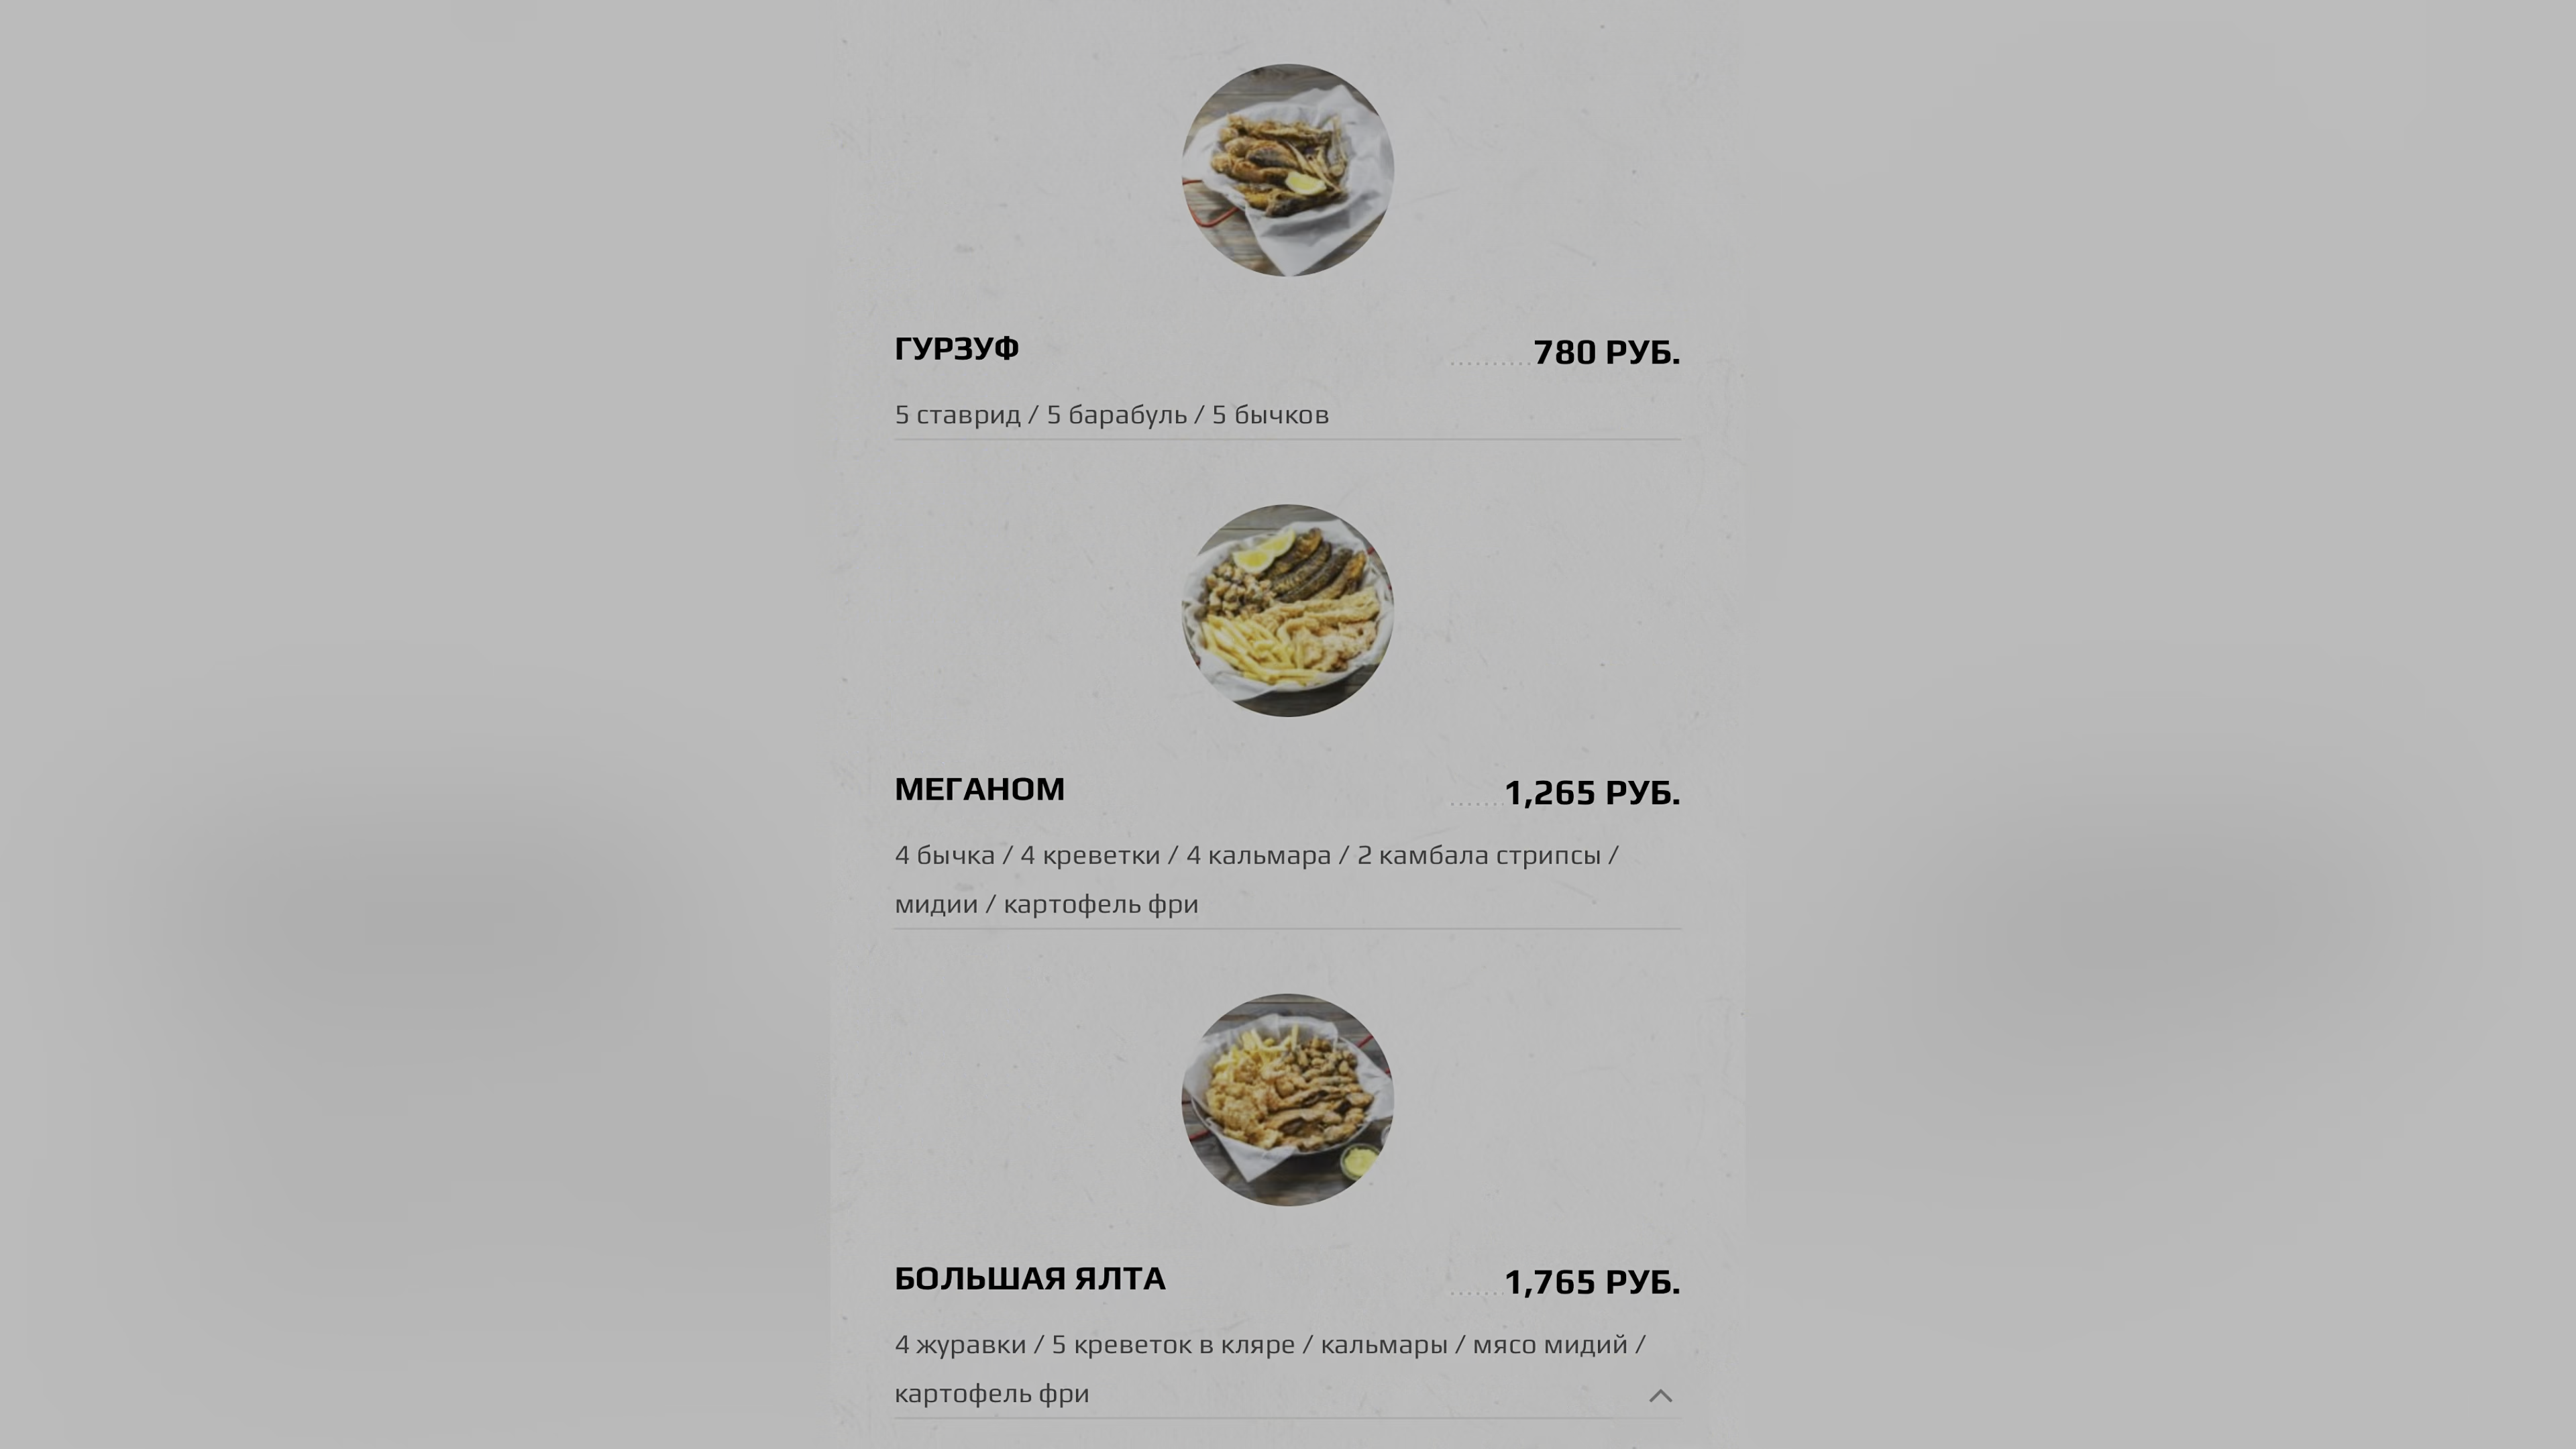 ГУРЗУФ
780 РУБ.
5 ставрид / 5 барабуль / 5 бычков
МЕГАНОМ
1,265 РУБ.
4 бычка / 4 креветки / 4 кальмара / 2 камбала стрипсы /
мидии / картофель фри
БОЛЬШАЯ ЯЛТА
1,765 РУБ.
4 журавки / 5 креветок в кляре / кальмары / мясо мидий /
картофель фри